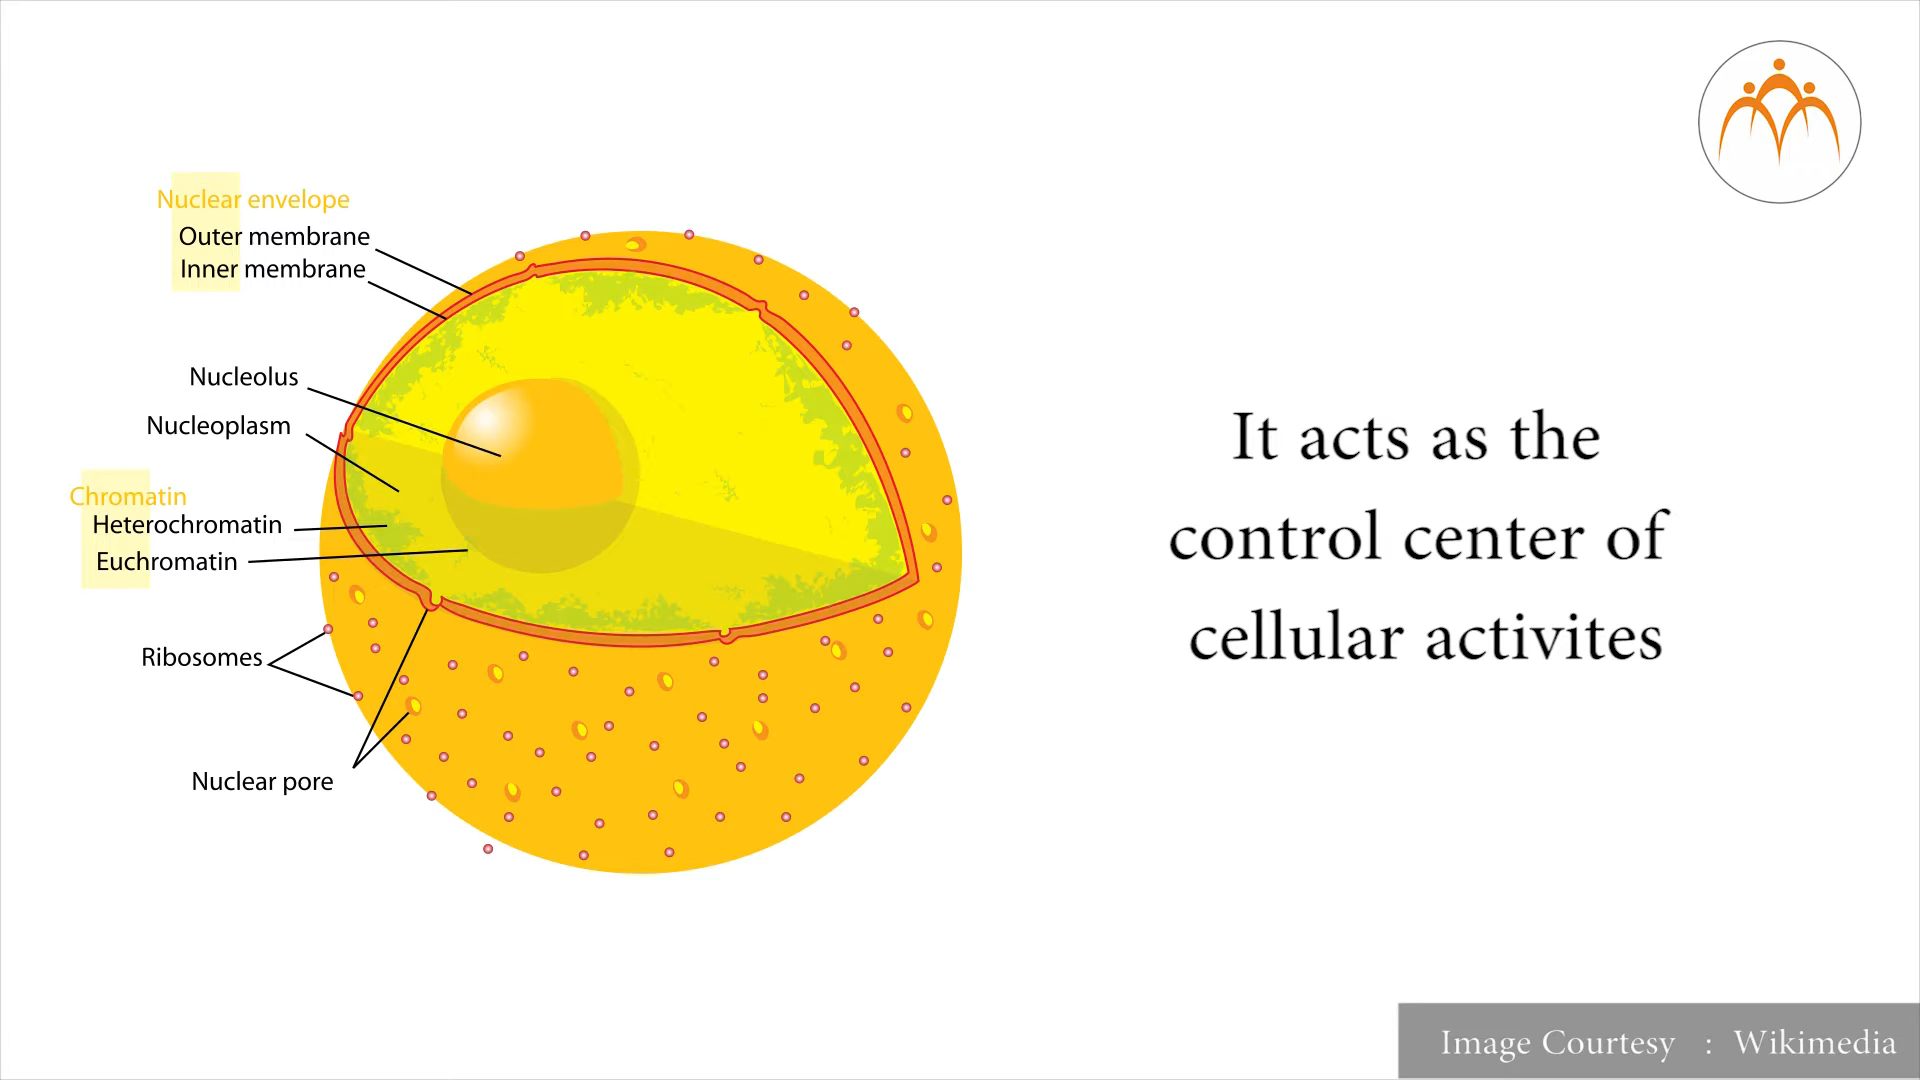 Nuclear envelope
Outer membrane
Inner membrane
Nucleolus
Nucleoplasm
Chromatin
Heterochromatin
Euchromatin
Ribosomes
Nuclear pore
It acts as the
control center of
cellular activites
Image Courtesy : Wikimedia